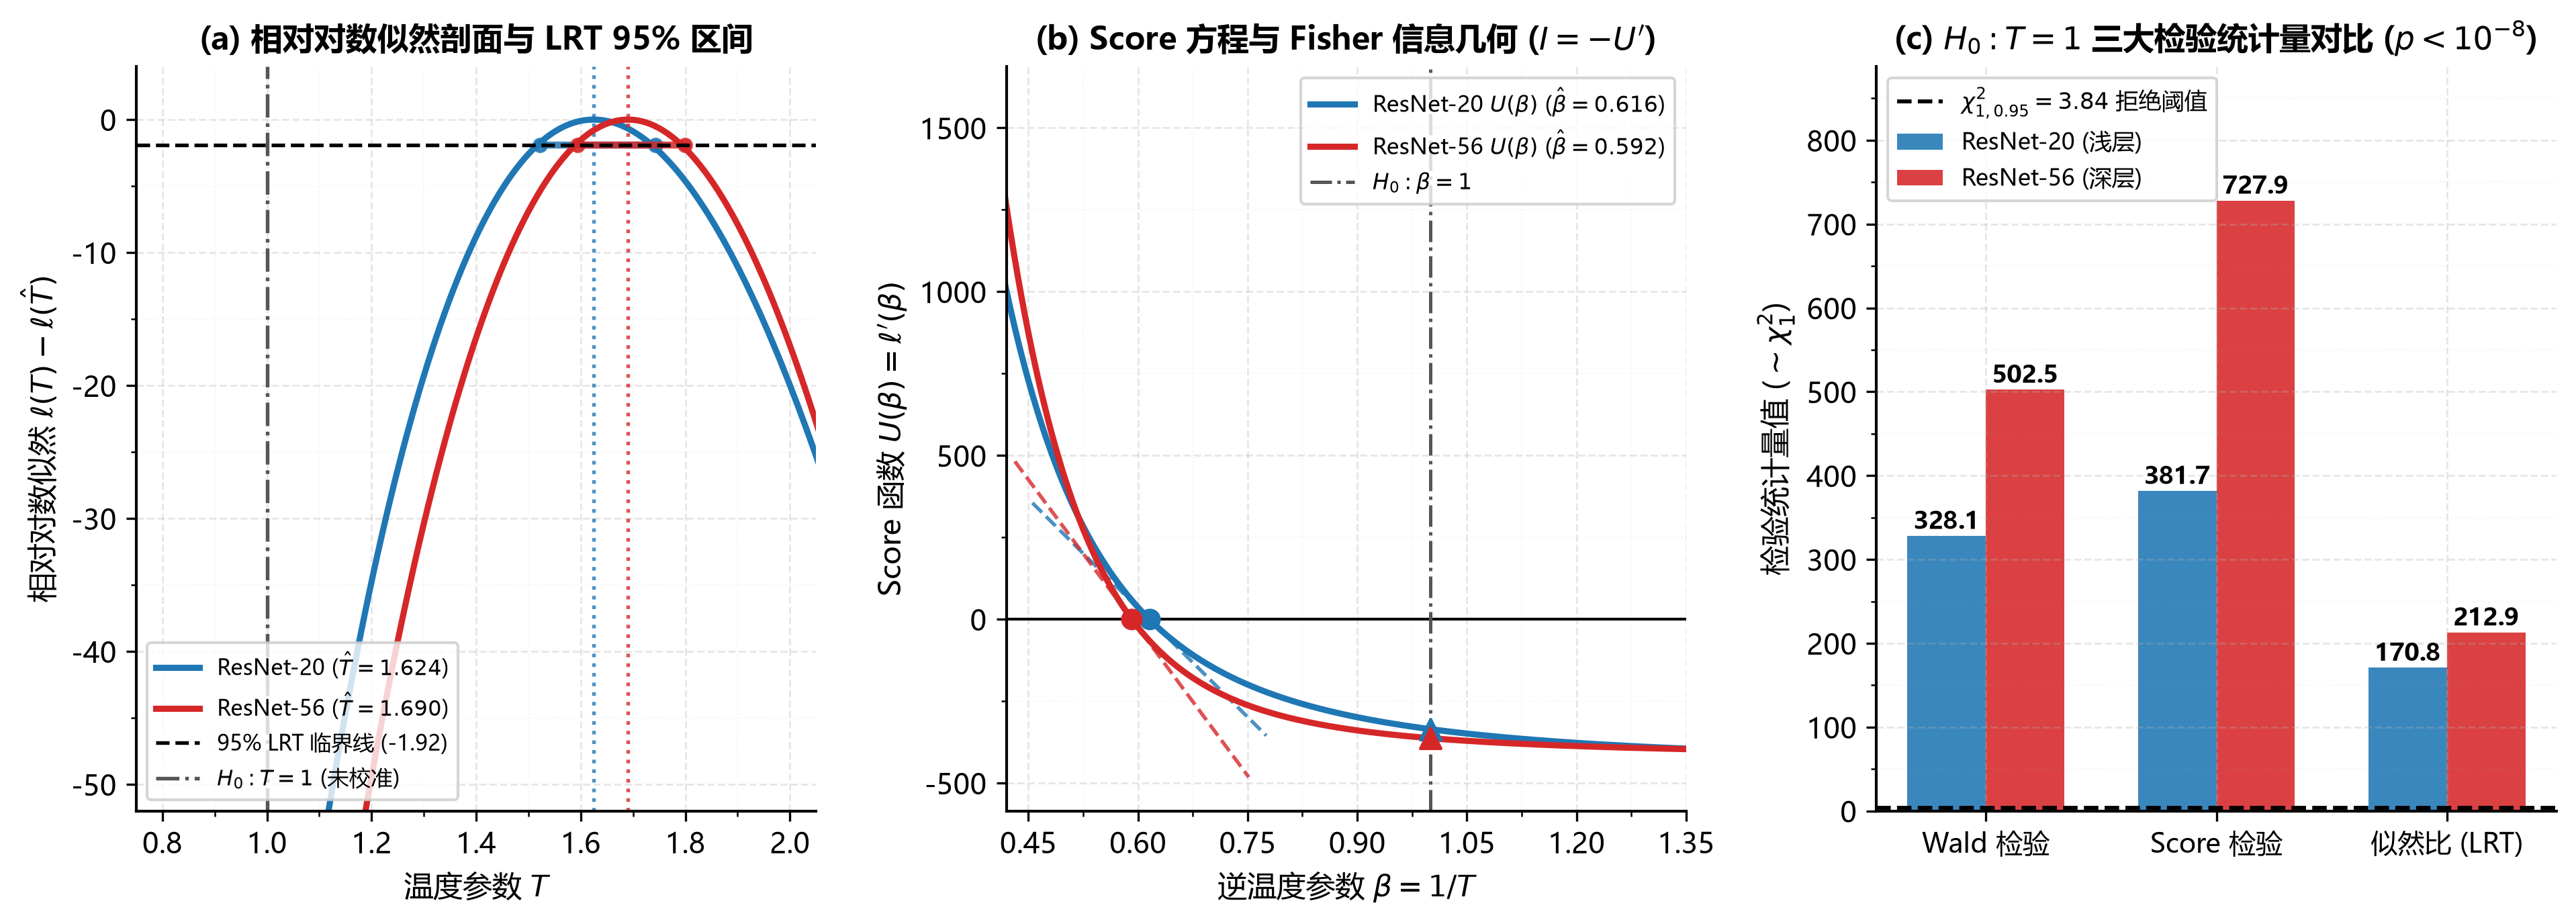 (a) 相对对数似然剖面与 LRT 95% 区间
相对对数似然 ℓ(T) − ℓ(T̂)
0
-10
-20
-30
-40
-50
ResNet-20 (T̂ = 1.624)
ResNet-56 (T̂ = 1.690)
95% LRT 临界线 (-1.92)
H₀ : T = 1 (未校准)
0.8 1.0 1.2 1.4 1.6 1.8 2.0
温度参数 T
(b) Score 方程与 Fisher 信息几何 (I = −U′)
Score 函数 U(β) = ℓ′(β)
1500
1000
500
0
-500
ResNet-20 U(β) (β̂ = 0.616)
ResNet-56 U(β) (β̂ = 0.592)
H₀ : β = 1
0.45 0.60 0.75 0.90 1.05 1.20 1.35
逆温度参数 β = 1/T
(c) H₀ : T = 1 三大检验统计量对比 (p < 10⁻⁸)
检验统计量值 ( ~ χ²₁)
800
700
600
500
400
300
200
100
0
χ²₁,₀.₉₅ = 3.84 拒绝阈值
ResNet-20 (浅层)
ResNet-56 (深层)
328.1
502.5
381.7
727.9
170.8
212.9
Wald 检验 Score 检验 似然比 (LRT)